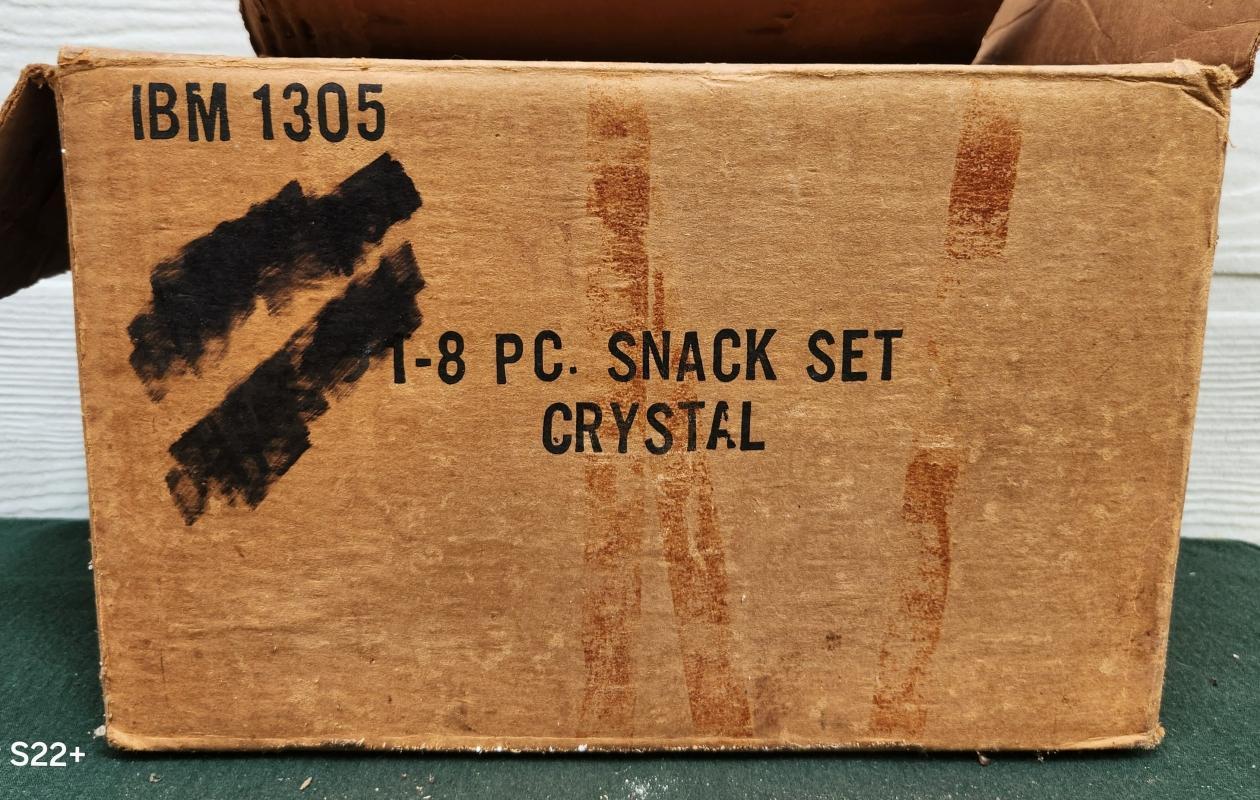 IBM 1305
1-8 PC. SNACK SET
CRYSTAL
S22+